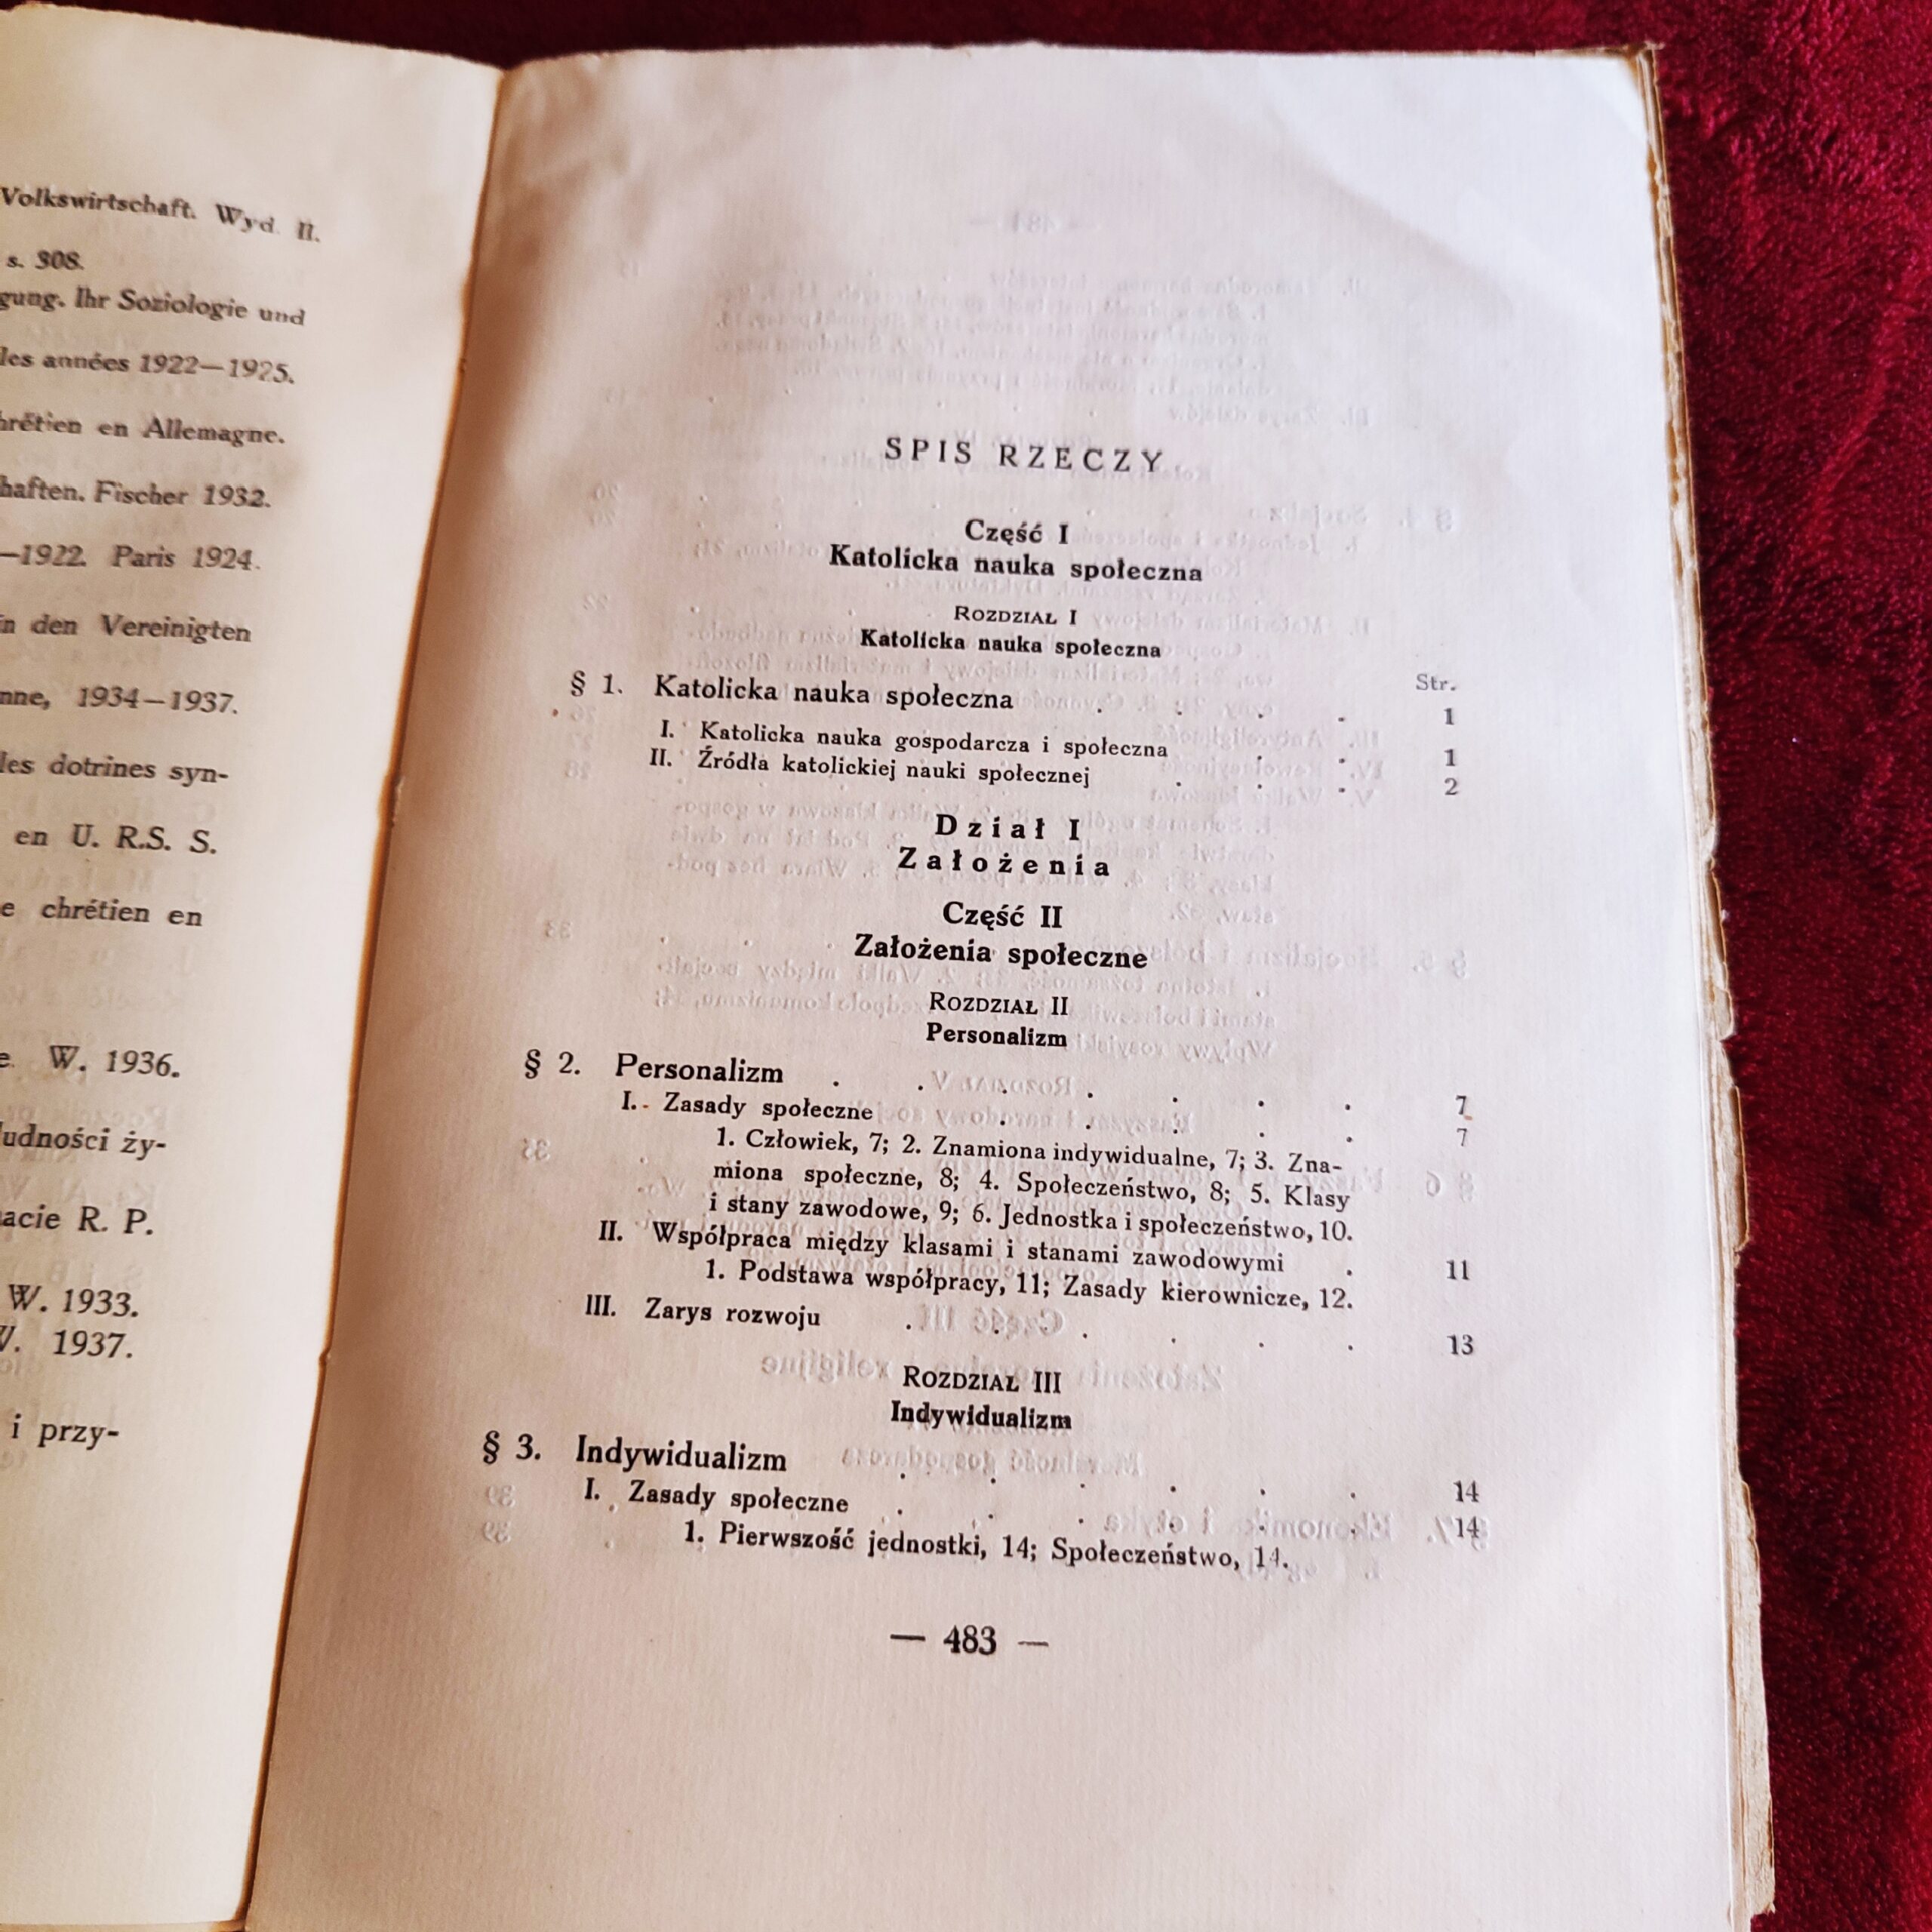 Volkswirtschaft. Wyd. II.
s. 308.
gung. Ihr Soziologie und
les années 1922—1925.
hrétien en Allemagne.
haften. Fischer 1932.
—1922. Paris 1924.
in den Vereinigten
nne, 1934—1937.
les dotrines syn-
en U. R.S. S.
e chrétien en
e. W. 1936.
ludności ży-
acie R. P.
W. 1933.
W. 1937.
i przy-
SPIS RZECZY
Część I
Katolicka nauka społeczna
ROZDZIAŁ I
Katolicka nauka społeczna
Str.
§ 1. Katolicka nauka społeczna . . . . 1
I. Katolicka nauka gospodarcza i społeczna . . 1
II. Źródła katolickiej nauki społecznej . . . 2
Dział I
Założenia
Część II
Założenia społeczne
ROZDZIAŁ II
Personalizm
§ 2. Personalizm . . . . . . . 7
I. Zasady społeczne . . . . . 7
1. Człowiek, 7; 2. Znamiona indywidualne, 7; 3. Zna-
miona społeczne, 8; 4. Społeczeństwo, 8; 5. Klasy
i stany zawodowe, 9; 6. Jednostka i społeczeństwo, 10.
II. Współpraca między klasami i stanami zawodowymi . 11
1. Podstawa współpracy, 11; Zasady kierownicze, 12.
III. Zarys rozwoju . . . . . . 13
ROZDZIAŁ III
Indywidualizm
§ 3. Indywidualizm . . . . . . 14
I. Zasady społeczne . . . . . . 14
1. Pierwszość jednostki, 14; Społeczeństwo, 14.
— 483 —